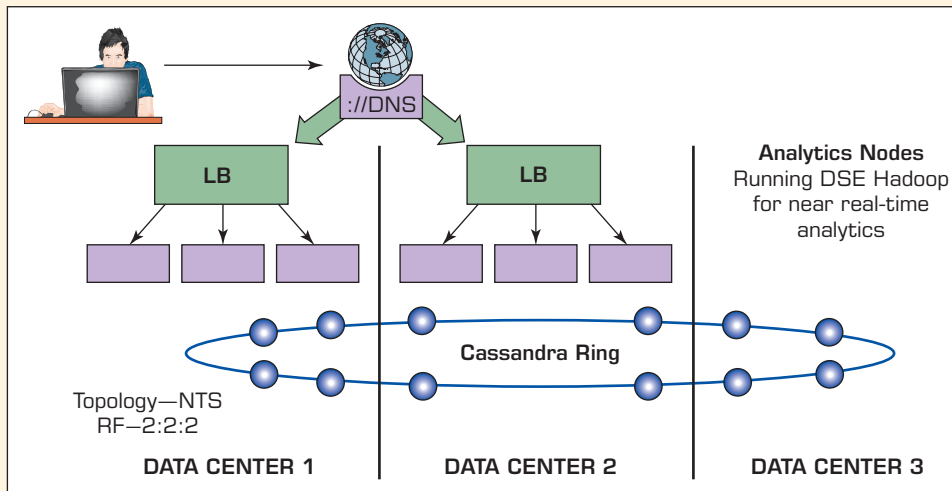 ://DNS
LB
LB
Analytics Nodes
Running DSE Hadoop
for near real-time
analytics
Cassandra Ring
Topology—NTS
RF—2:2:2
DATA CENTER 1
DATA CENTER 2
DATA CENTER 3